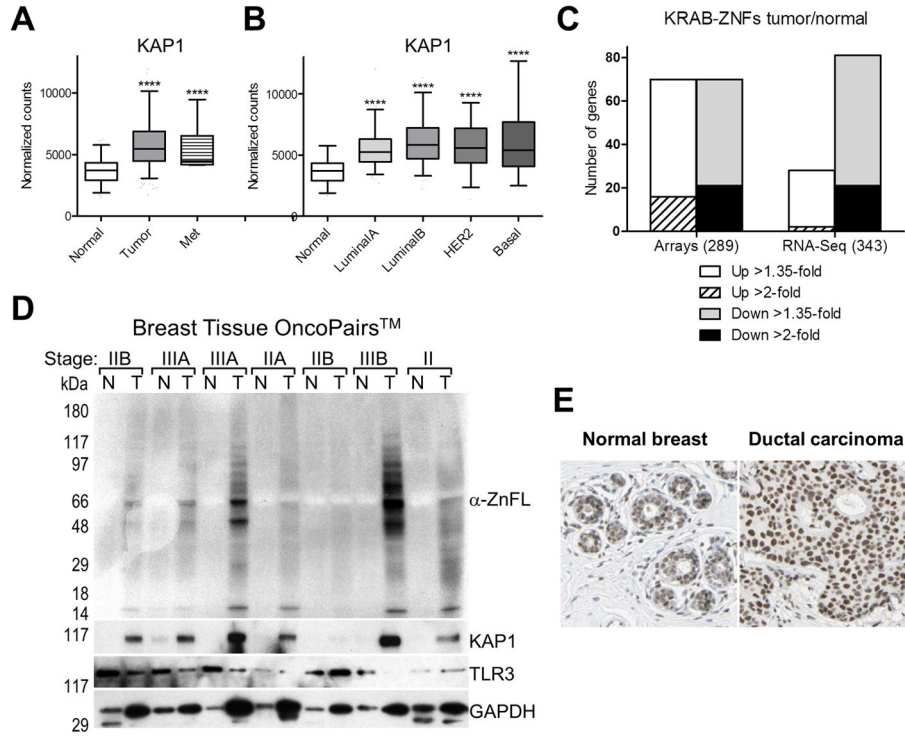 A
KAP1
Normalized counts
10000
5000
0
****
****
Normal
Tumor
Met
B
KAP1
Normalized counts
10000
5000
0
****
****
****
****
Normal
LuminalA
LuminalB
HER2
Basal
C
KRAB-ZNFs tumor/normal
Number of genes
80
60
40
20
0
Arrays (289)
RNA-Seq (343)
Up >1.35-fold
Up >2-fold
Down >1.35-fold
Down >2-fold
D
Breast Tissue OncoPairs™
Stage: IIB IIIA IIIA IIA IIB IIIB II
kDa N T N T N T N T N T N T N T
180
117
97
66
48
29
18
14
α-ZnFL
117
KAP1
TLR3
117
GAPDH
29
E
Normal breast
Ductal carcinoma